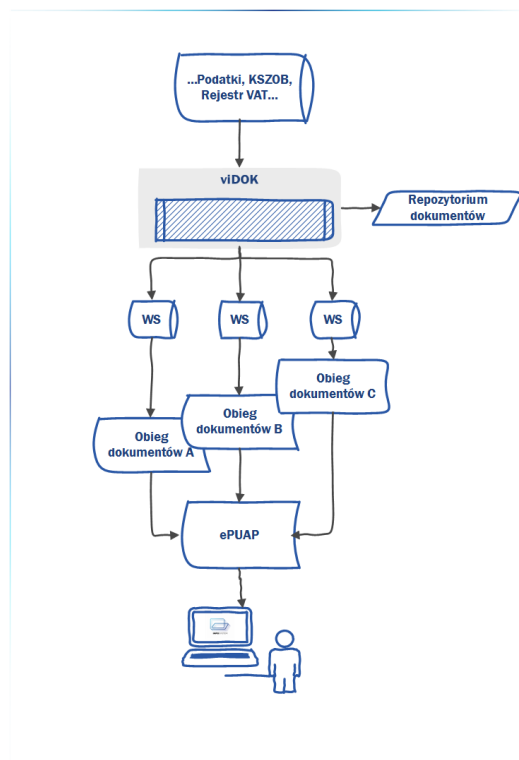 ...Podatki, KSZOB,
Rejestr VAT...
viDOK
Repozytorium
dokumentów
WS
WS
WS
Obieg
dokumentów C
Obieg
dokumentów B
Obieg
dokumentów A
ePUAP